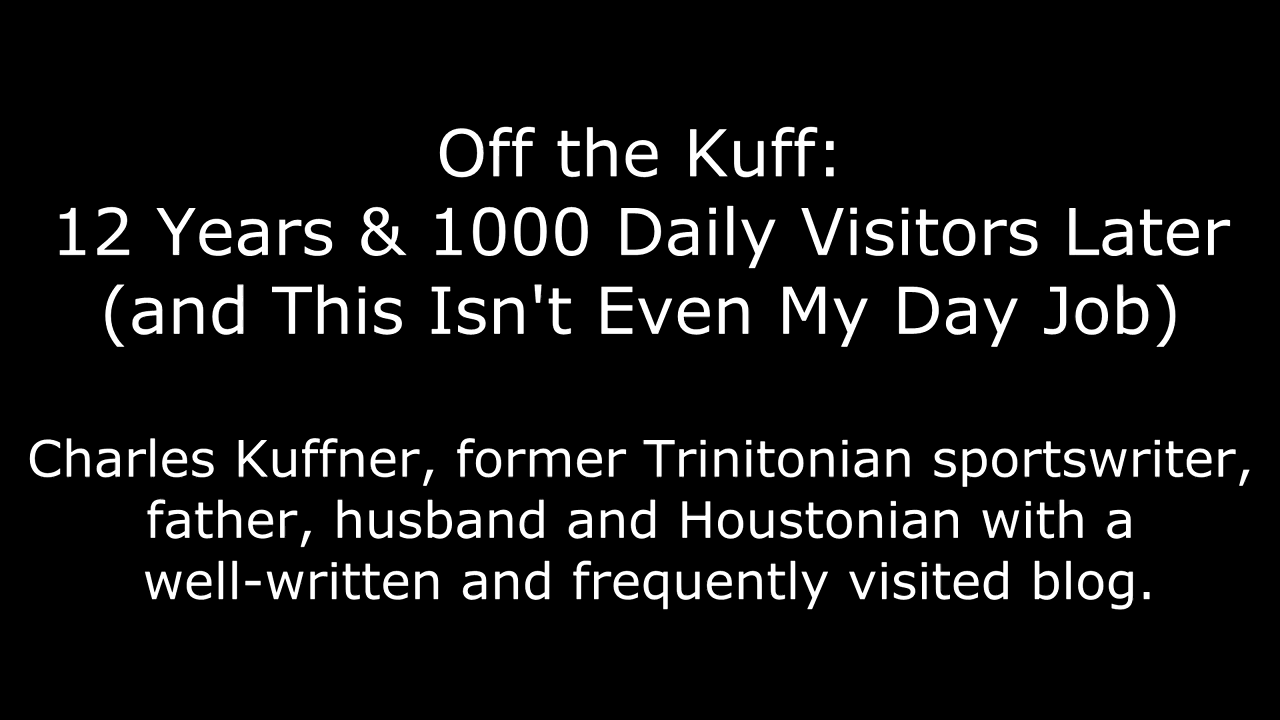 Off the Kuff:
12 Years & 1000 Daily Visitors Later
(and This Isn't Even My Day Job)
Charles Kuffner, former Trinitonian sportswriter,
father, husband and Houstonian with a
well-written and frequently visited blog.